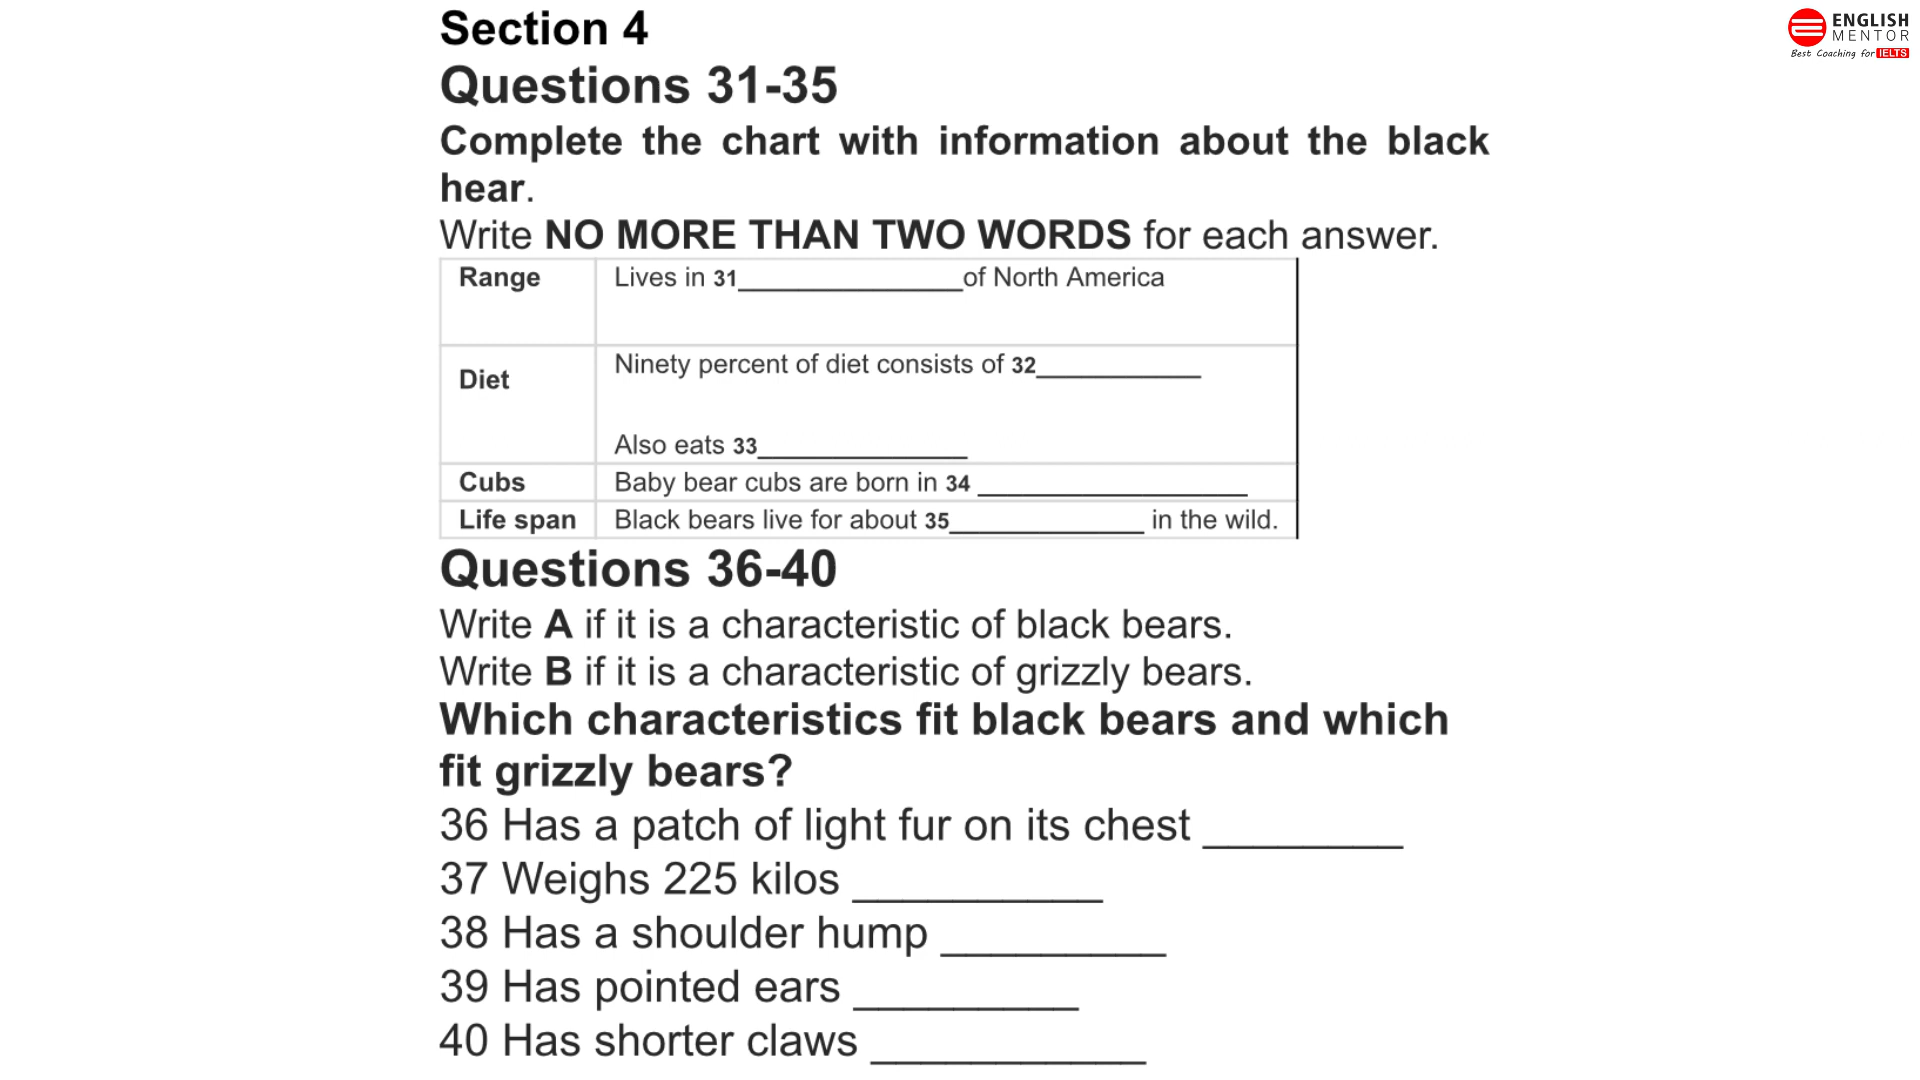 Section 4
ENGLISH
MENTOR
Best Coaching for IELTS
Questions 31-35
Complete the chart with information about the black
hear.
Write NO MORE THAN TWO WORDS for each answer.
Range Lives in 31_______________of North America
Ninety percent of diet consists of 32___________
Diet
Also eats 33______________
Cubs Baby bear cubs are born in 34 __________________
Life span Black bears live for about 35_____________ in the wild.
Questions 36-40
Write A if it is a characteristic of black bears.
Write B if it is a characteristic of grizzly bears.
Which characteristics fit black bears and which
fit grizzly bears?
36 Has a patch of light fur on its chest ________
37 Weighs 225 kilos __________
38 Has a shoulder hump _________
39 Has pointed ears _________
40 Has shorter claws ___________